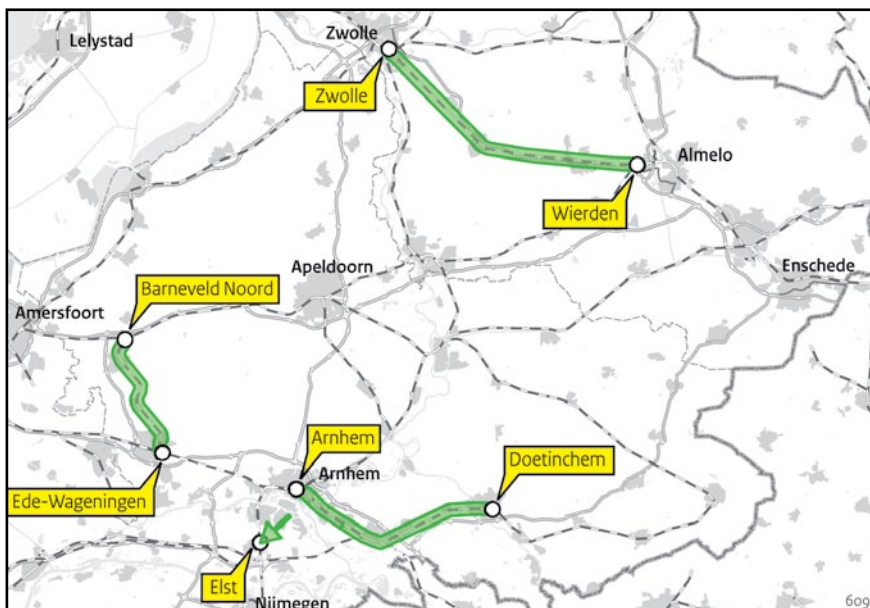 Lelystad
Zwolle
Zwolle
Almelo
Wierden
Apeldoorn
Enschede
Barneveld Noord
Amersfoort
Arnhem
Doetinchem
Arnhem
Ede-Wageningen
Elst
Nijmegen
609